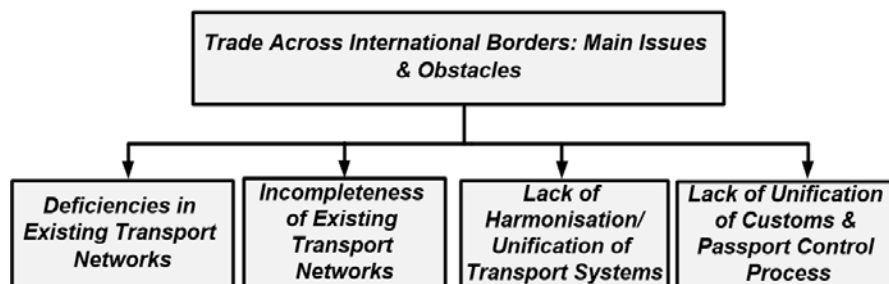 Trade Across International Borders: Main Issues
& Obstacles
Deficiencies in
Existing Transport
Networks
Incompleteness
of Existing
Transport
Networks
Lack of
Harmonisation/
Unification of
Transport Systems
Lack of Unification
of Customs &
Passport Control
Process